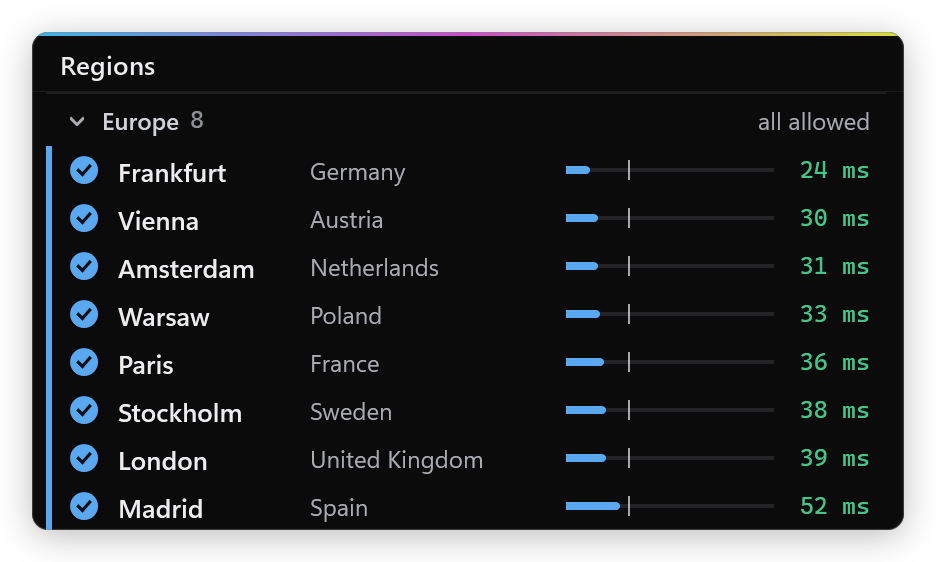 Regions
Europe 8 all allowed
Frankfurt Germany 24 ms
Vienna Austria 30 ms
Amsterdam Netherlands 31 ms
Warsaw Poland 33 ms
Paris France 36 ms
Stockholm Sweden 38 ms
London United Kingdom 39 ms
Madrid Spain 52 ms